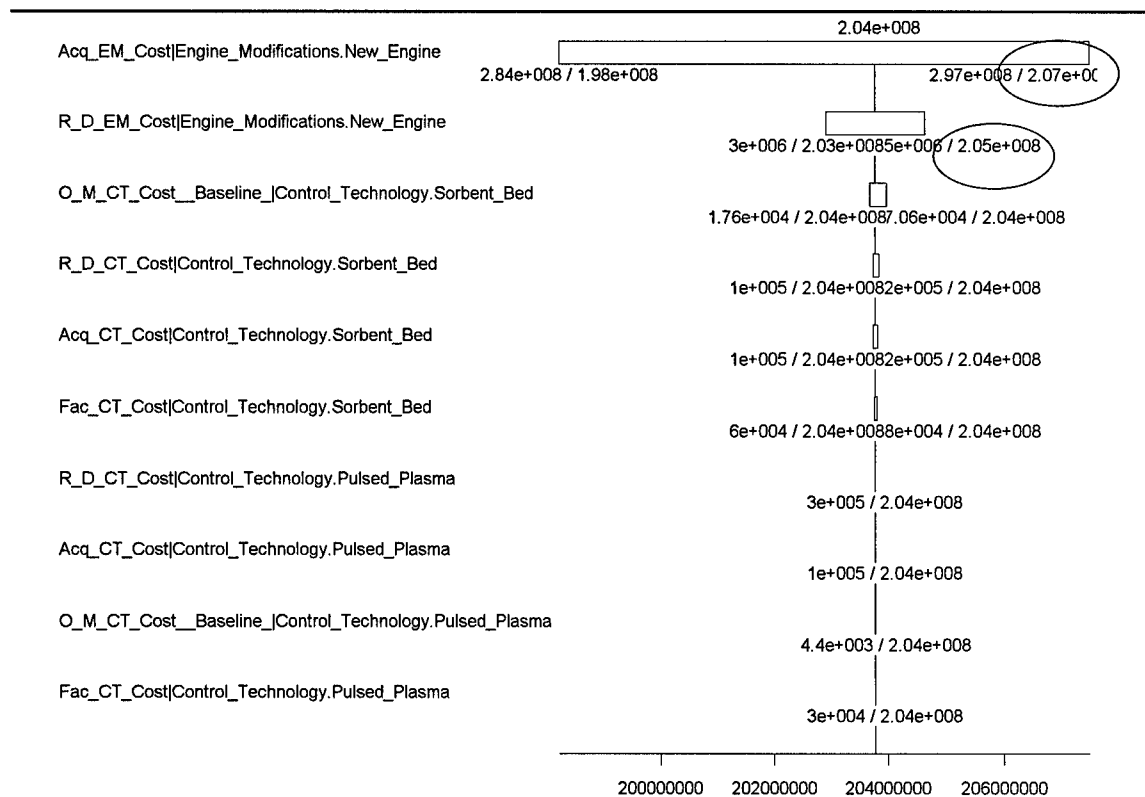 2.04e+008
Acq_EM_Cost|Engine_Modifications.New_Engine
2.84e+008 / 1.98e+008 2.97e+008 / 2.07e+00
R_D_EM_Cost|Engine_Modifications.New_Engine
3e+006 / 2.03e+0085e+006 / 2.05e+008
O_M_CT_Cost__Baseline_|Control_Technology.Sorbent_Bed
1.76e+004 / 2.04e+0087.06e+004 / 2.04e+008
R_D_CT_Cost|Control_Technology.Sorbent_Bed
1e+005 / 2.04e+0082e+005 / 2.04e+008
Acq_CT_Cost|Control_Technology.Sorbent_Bed
1e+005 / 2.04e+0082e+005 / 2.04e+008
Fac_CT_Cost|Control_Technology.Sorbent_Bed
6e+004 / 2.04e+0088e+004 / 2.04e+008
R_D_CT_Cost|Control_Technology.Pulsed_Plasma
3e+005 / 2.04e+008
Acq_CT_Cost|Control_Technology.Pulsed_Plasma
1e+005 / 2.04e+008
O_M_CT_Cost__Baseline_|Control_Technology.Pulsed_Plasma
4.4e+003 / 2.04e+008
Fac_CT_Cost|Control_Technology.Pulsed_Plasma
3e+004 / 2.04e+008
200000000 202000000 204000000 206000000